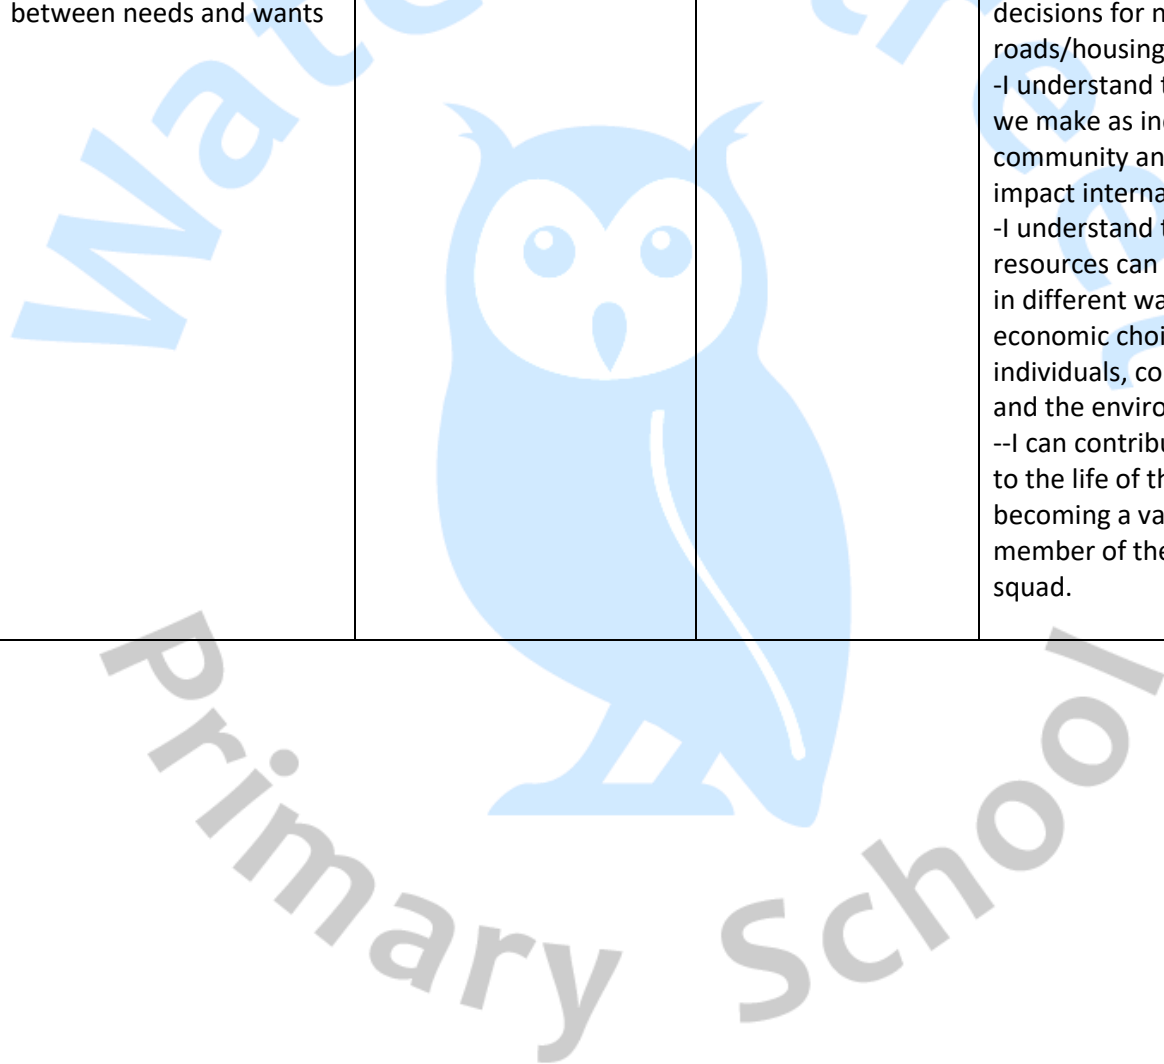 between needs and wants
decisions for n
roads/housing
-I understand t
we make as ind
community an
impact interna
-I understand t
resources can
in different wa
economic choi
individuals, co
and the enviro
--I can contribu
to the life of th
becoming a va
member of the
squad.
Primary School